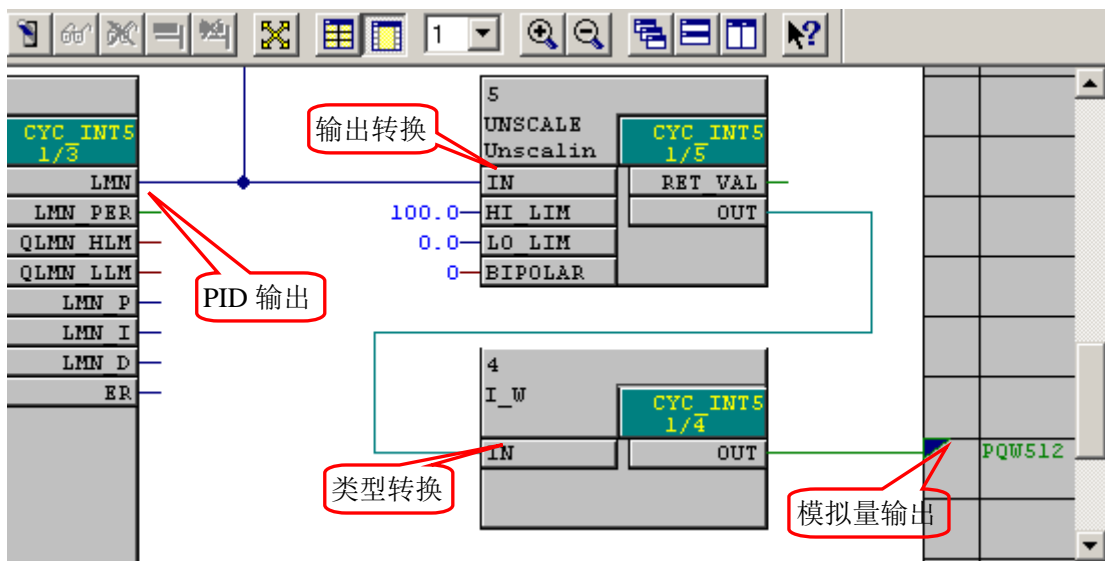 1
CYC_INT5
1/3
LMN
LMN_PER
QLMN_HLM
QLMN_LLM
LMN_P
LMN_I
LMN_D
ER
PID 输出
输出转换
5
UNSCALE
Unscalin
CYC_INT5
1/5
IN
RET_VAL
100.0
HI_LIM
OUT
0.0
LO_LIM
0
BIPOLAR
4
I_W
CYC_INT5
1/4
IN
OUT
类型转换
PQW512
模拟量输出